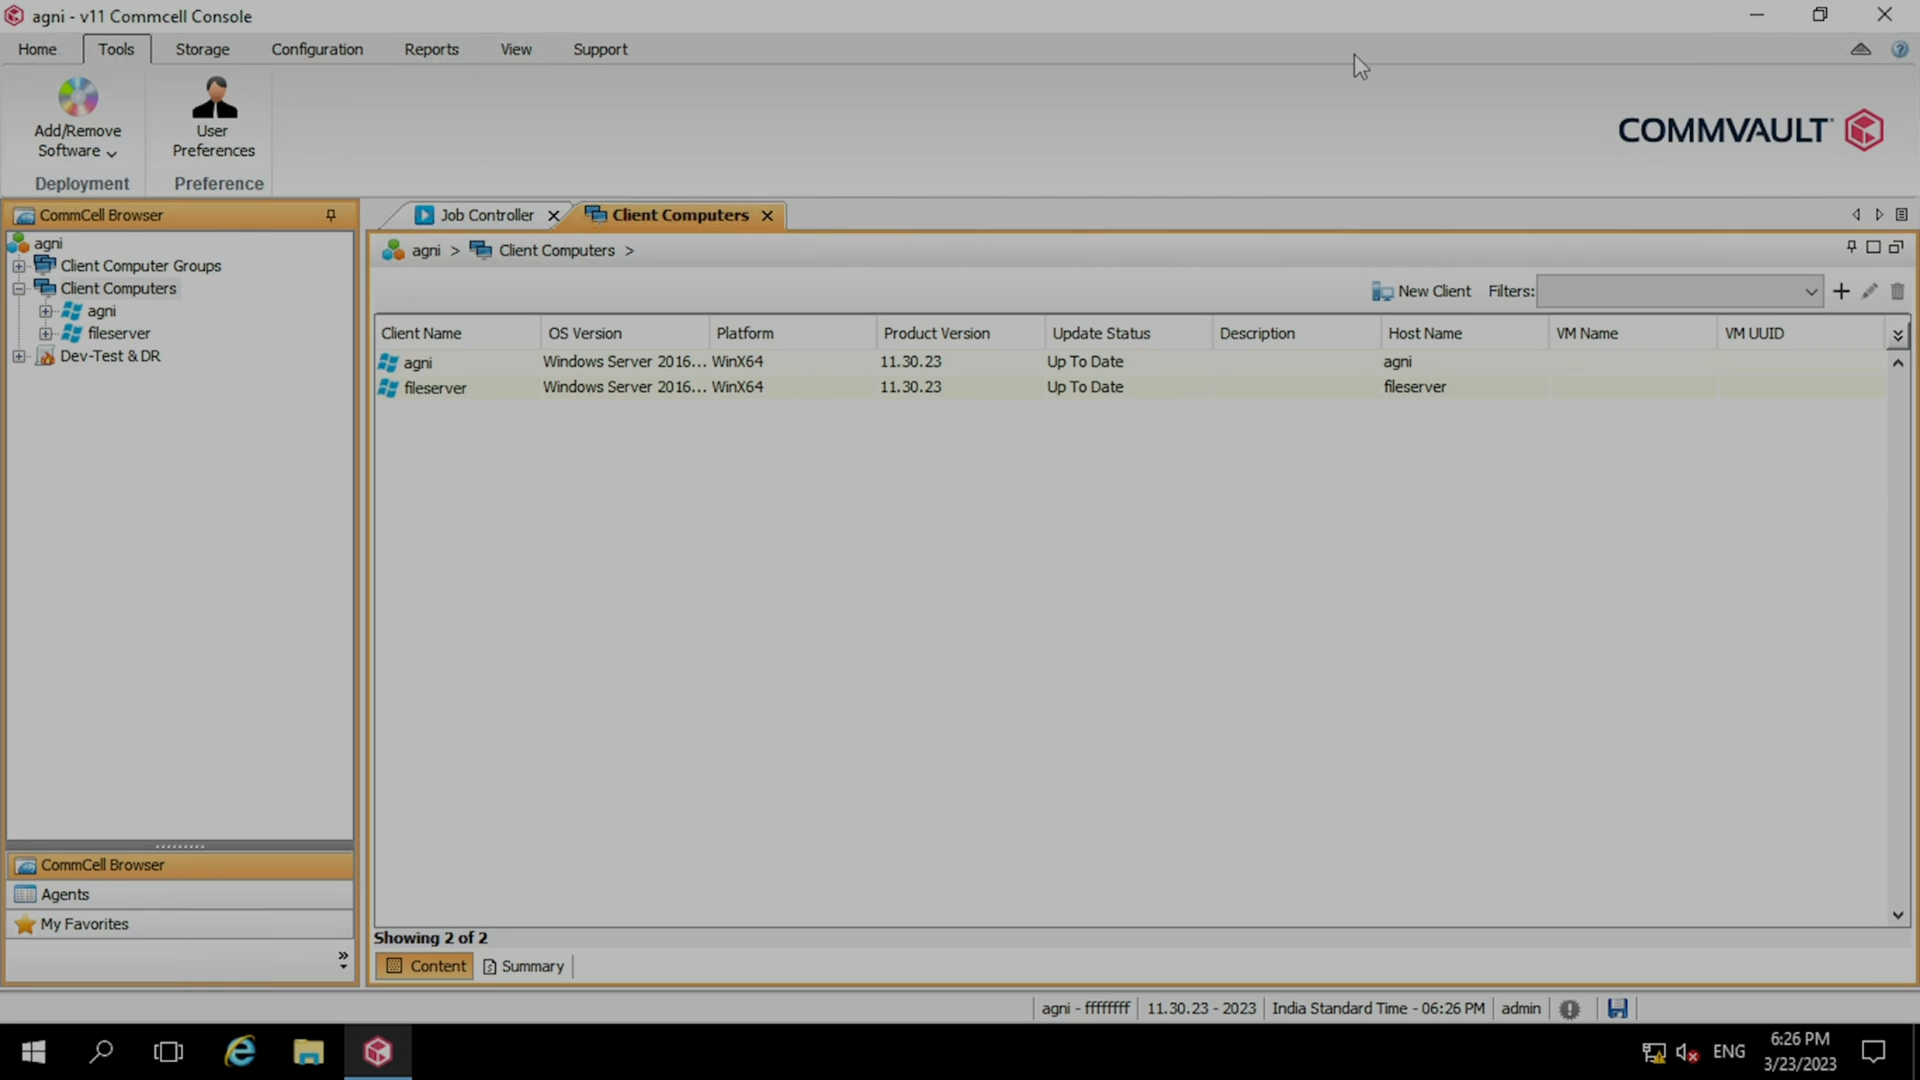 agni - v11 Commcell Console
Home Tools Storage Configuration Reports View Support
Add/Remove
Software
Deployment
User
Preferences
Preference
COMMVAULT
CommCell Browser
agni
Client Computer Groups
Client Computers
agni
fileserver
Dev-Test & DR
CommCell Browser
Agents
My Favorites
Job Controller
Client Computers
agni > Client Computers >
New Client Filters:
Client Name OS Version Platform Product Version Update Status Description Host Name VM Name VM UUID
agni Windows Server 2016... WinX64 11.30.23 Up To Date agni
fileserver Windows Server 2016... WinX64 11.30.23 Up To Date fileserver
Showing 2 of 2
Content Summary
agni - ffffffff 11.30.23 - 2023 India Standard Time - 06:26 PM admin
ENG
6:26 PM
3/23/2023